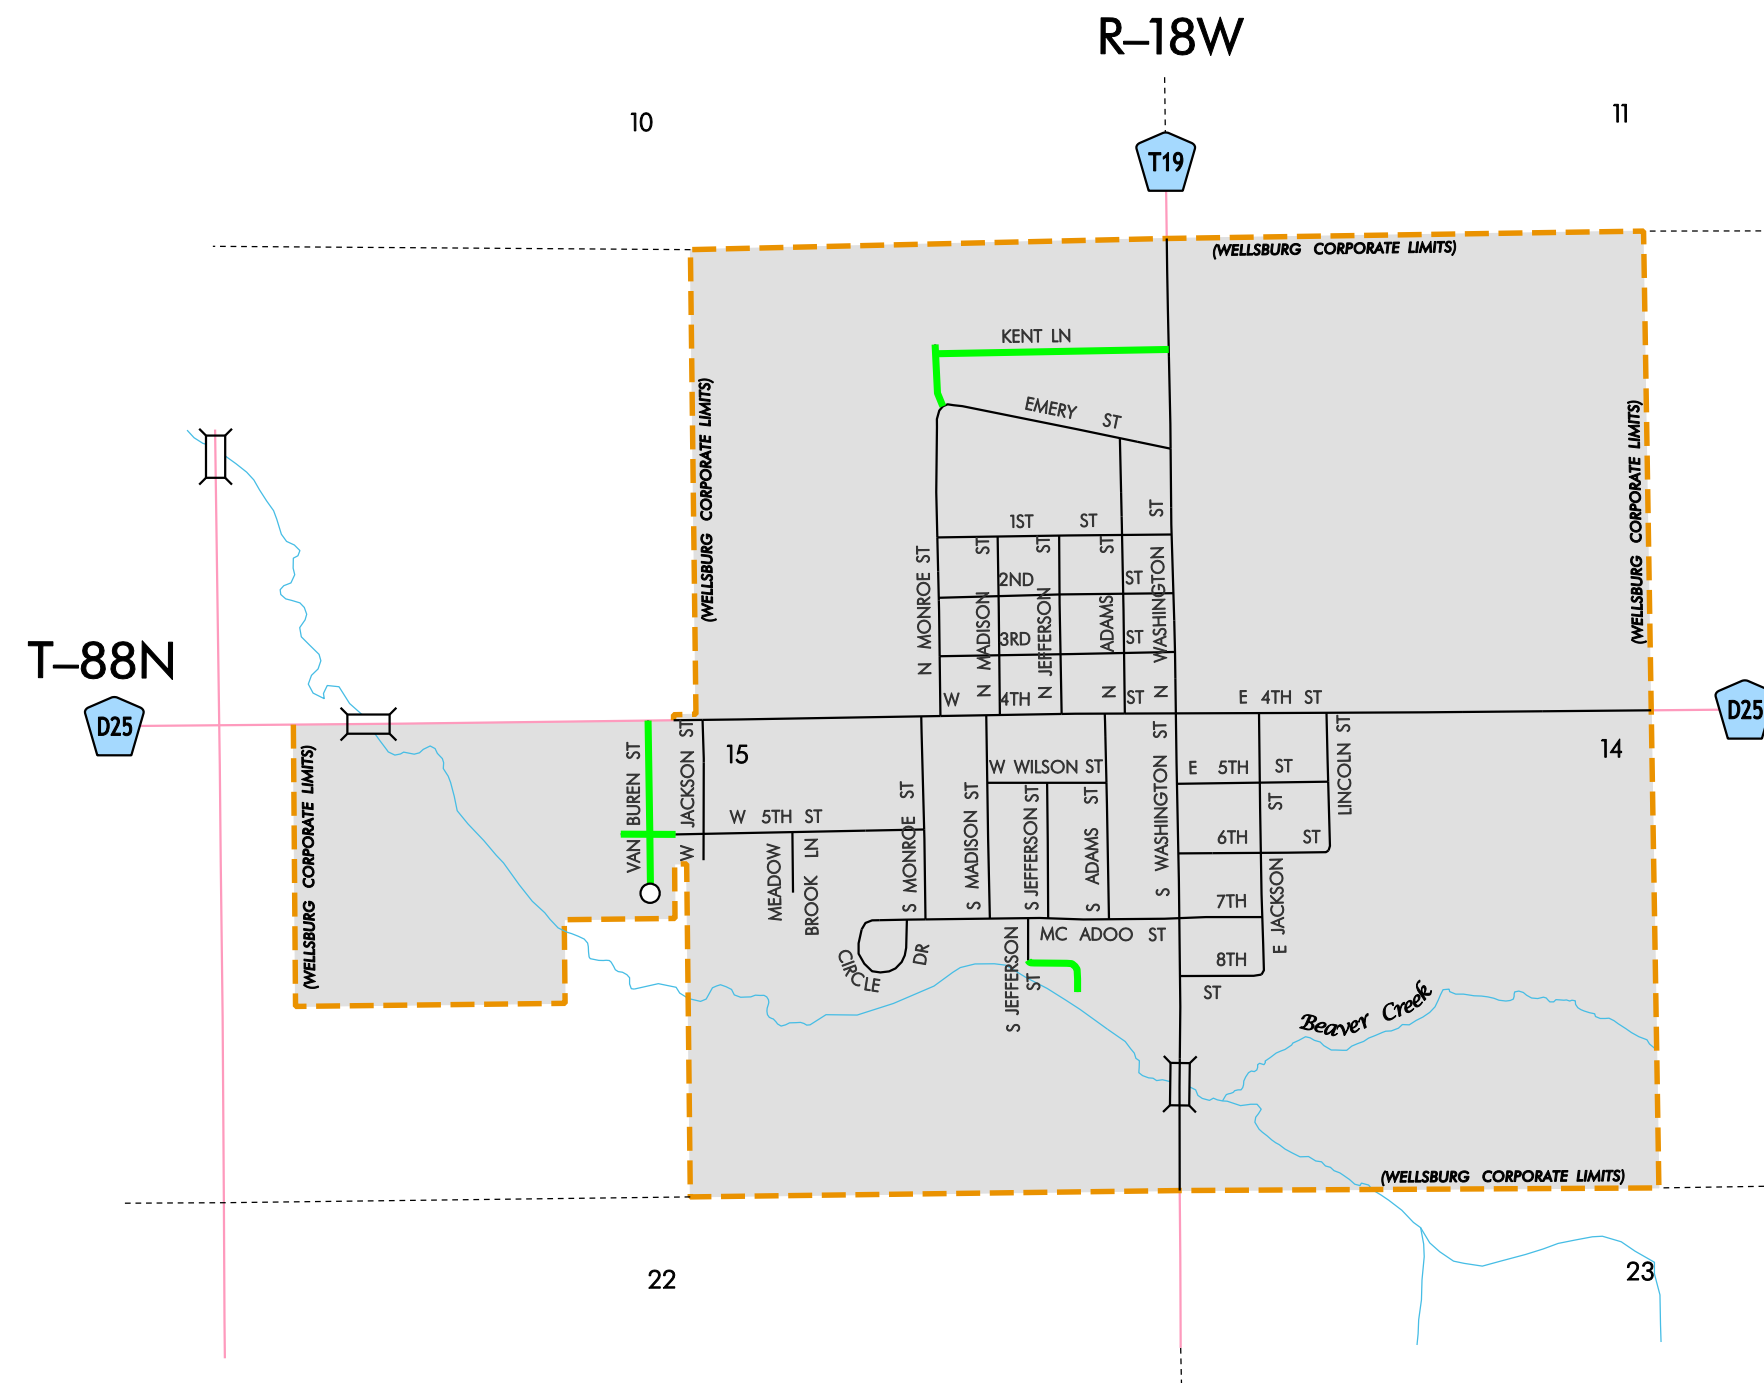 R–18W
10
11
T19
(WELLSBURG CORPORATE LIMITS)
KENT LN
EMERY ST
(WELLSBURG CORPORATE LIMITS)
(WELLSBURG CORPORATE LIMITS)
1ST ST
2ND ST
3RD ST
W 4TH ST
E 4TH ST
N MONROE ST
N MADISON ST
N JEFFERSON ST
N ADAMS ST
N WASHINGTON ST
T–88N
D25
D25
15
14
(WELLSBURG CORPORATE LIMITS)
VAN BUREN ST
W JACKSON ST
W 5TH ST
MEADOW
BROOK LN
S MONROE ST
S MADISON ST
W WILSON ST
S JEFFERSON ST
S ADAMS ST
S WASHINGTON ST
E 5TH ST
6TH ST
7TH
8TH
ST
E JACKSON ST
LINCOLN ST
CIRCLE DR
MC ADOO ST
S JEFFERSON
ST
Beaver Creek
(WELLSBURG CORPORATE LIMITS)
22
23